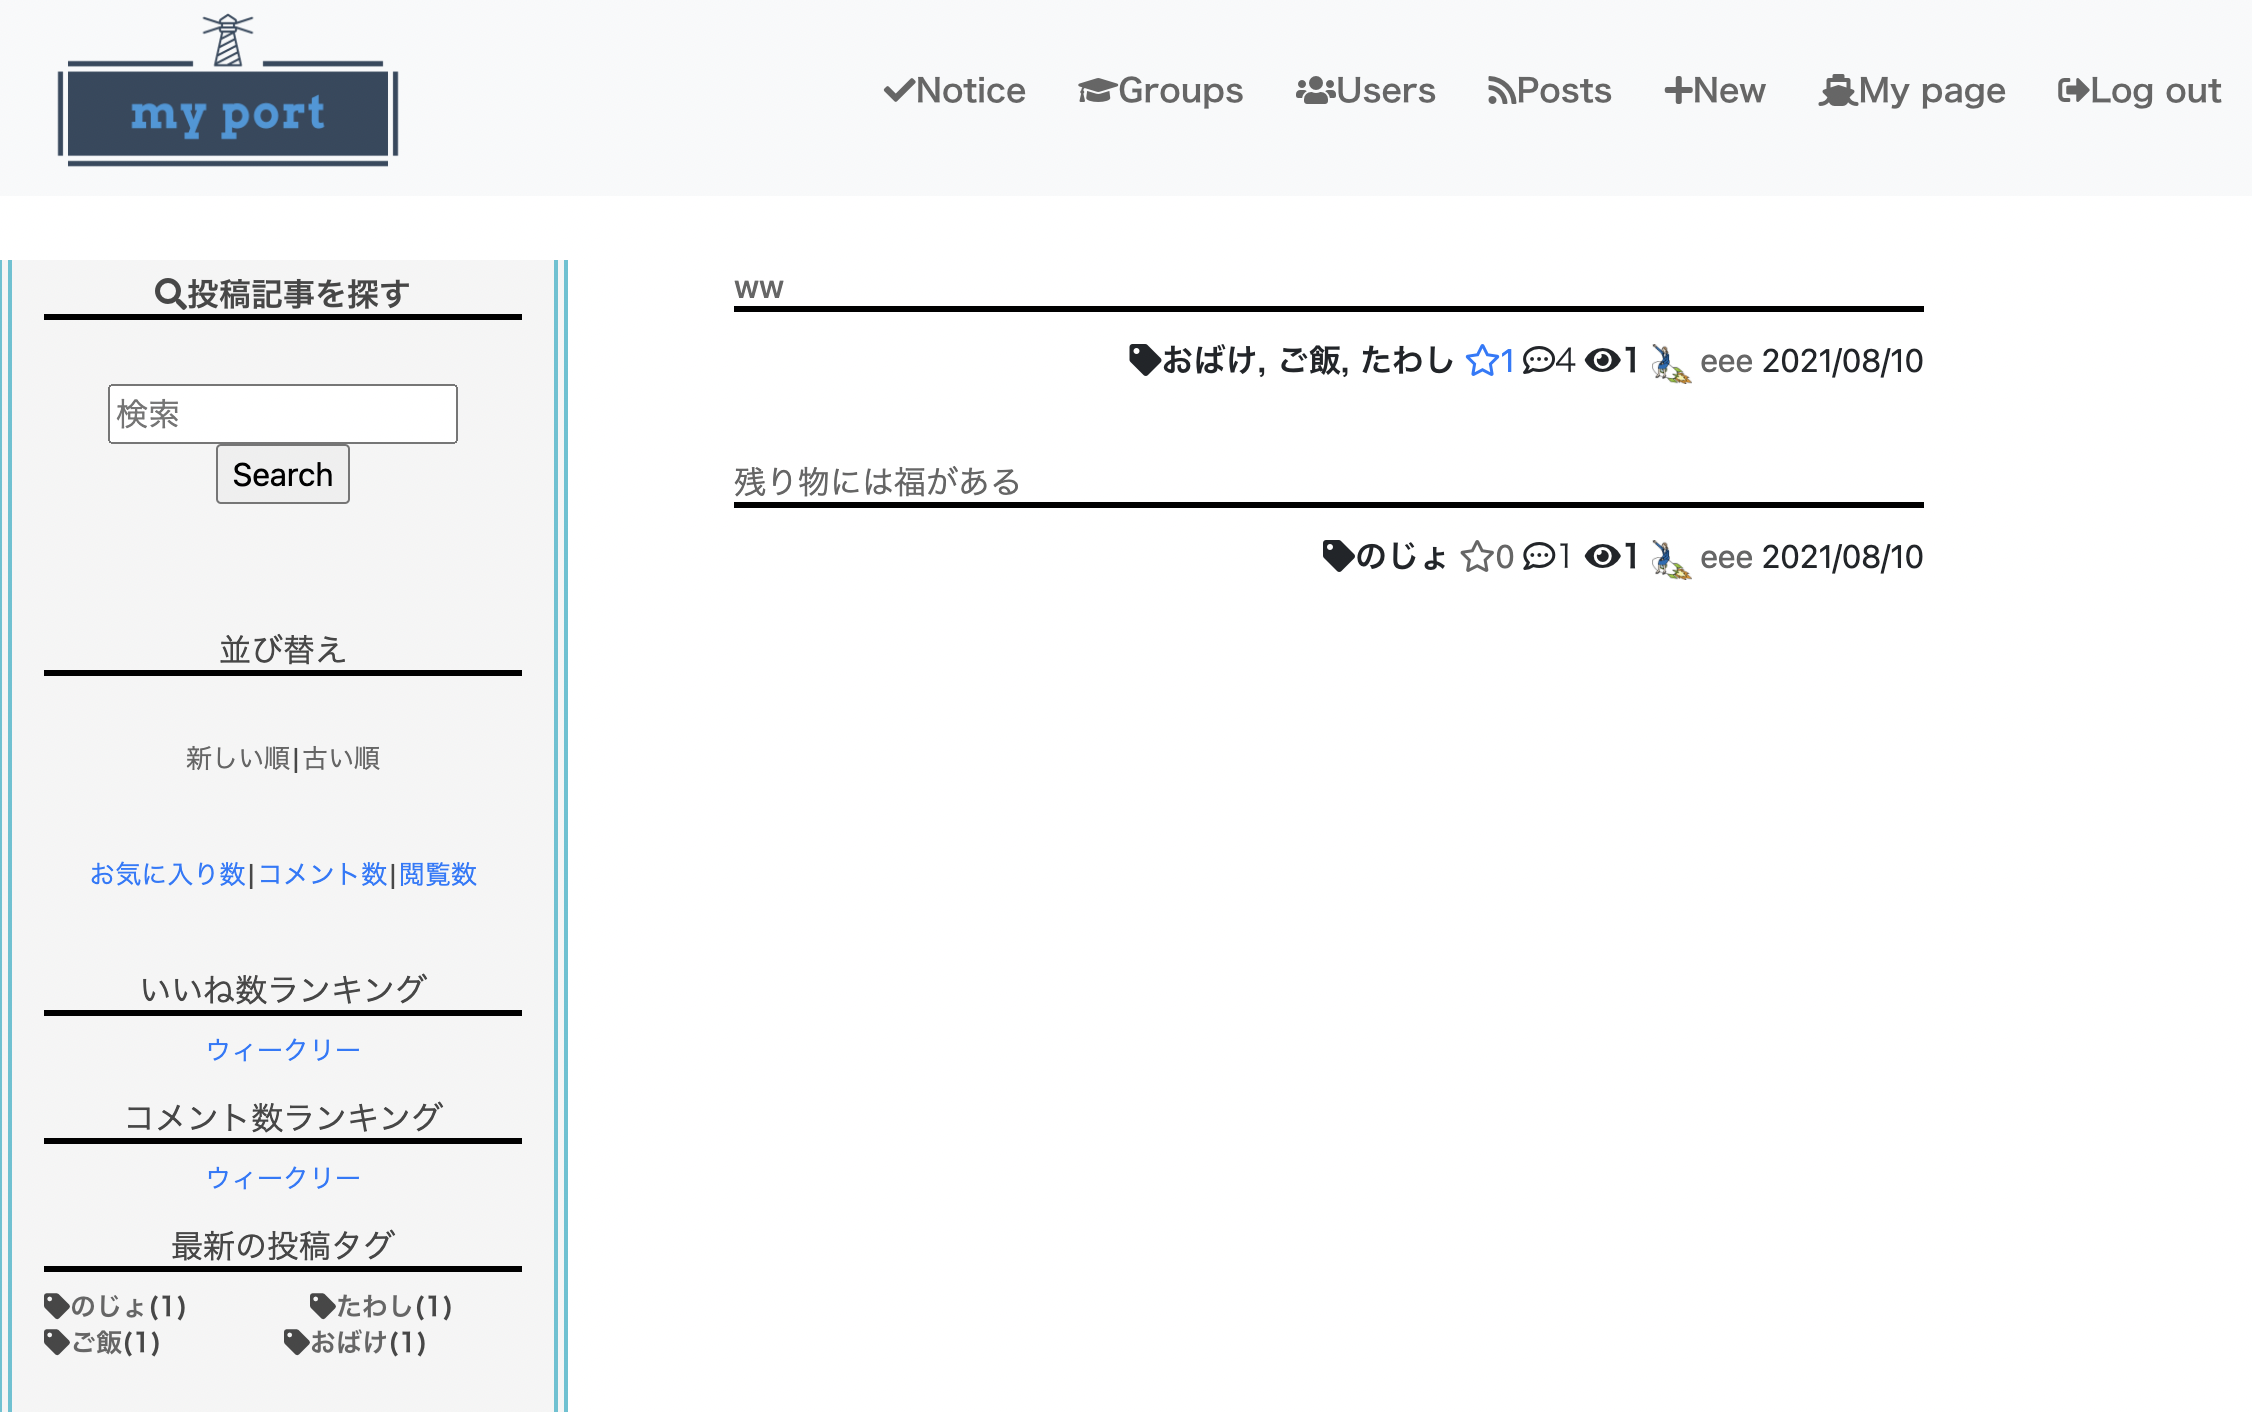 my port
Notice Groups Users Posts New My page Log out
投稿記事を探す
検索
Search
並び替え
新しい順|古い順
お気に入り数|コメント数|閲覧数
いいね数ランキング
ウィークリー
コメント数ランキング
ウィークリー
最新の投稿タグ
のじょ(1) たわし(1)
ご飯(1) おばけ(1)
ww
おばけ, ご飯, たわし 1 4 1 eee 2021/08/10
残り物には福がある
のじょ 0 1 1 eee 2021/08/10